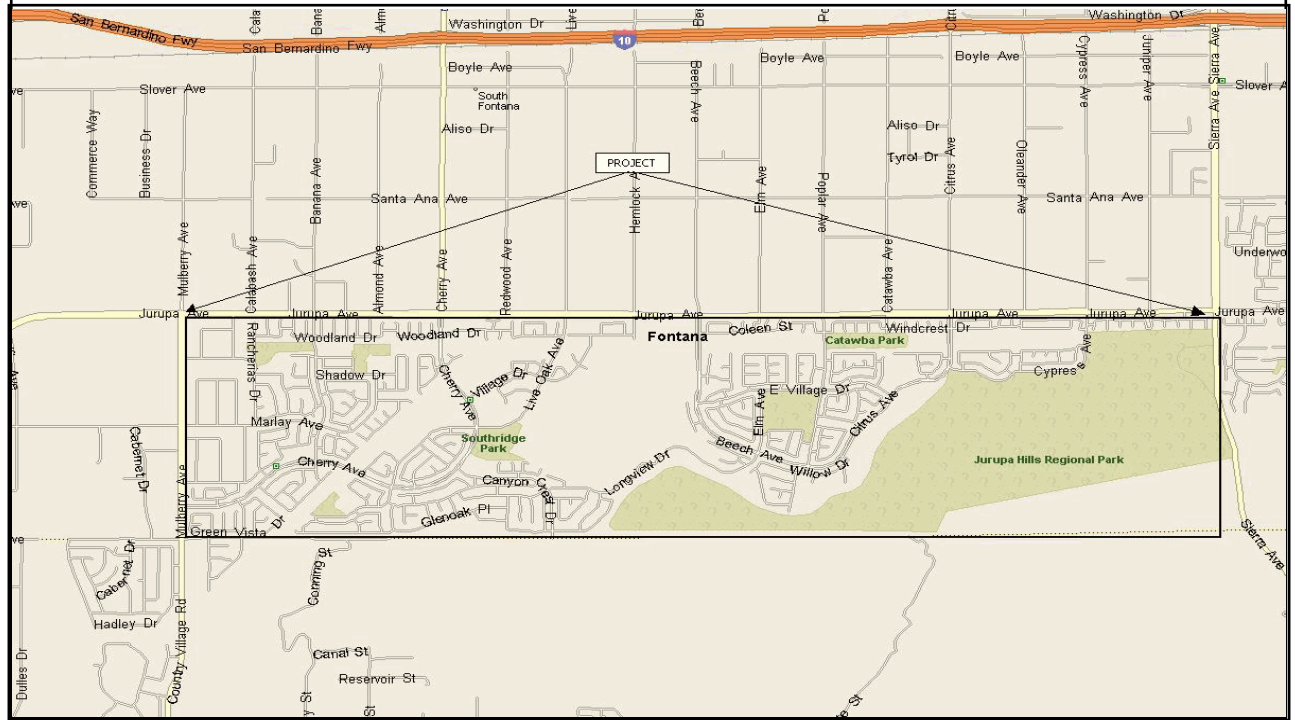 Washington Dr
Washington Dr
San Bernardino Fwy
San Bernardino Fwy
10
Boyle Ave
Boyle Ave
Boyle Ave
Slover Ave
Slover
South
Fontana
Commerce Way
Business Dr
Banana Ave
Beech Ave
Cypress Ave
Juniper Ave
Sierra Ave
Sierra Ave
Aliso Dr
Aliso Dr
Tyrol Dr
Citrus Ave
Oleander Ave
PROJECT
Santa Ana Ave
Santa Ana Ave
Mulberry Ave
Calabash Ave
Almond Ave
Cherry Ave
Redwood Ave
Hemlock
Elm Ave
Poplar Ave
Catawba Ave
Jurupa Ave
Jurupa Ave
Jurupa Ave
Jurupa Ave
Jurupa Ave
Jurupa Ave
Rancherias Dr
Woodland Dr
Woodland Dr
Fontana
Coleen St
Windcrest Dr
Catawba Park
Shadow Dr
Cherry Ave
Village Dr
Live Oak Ave
E Village Dr
Elm Ave
Citrus Ave
Cypress Ave
Marlay Ave
Southridge
Park
Beech Ave
Willow Dr
Jurupa Hills Regional Park
Cabernet Dr
Mulberry Ave
Cherry Ave
Canyon Crest Dr
Longview Dr
Glenoak Pl
Green Vista Dr
Sierra Ave
Cabernet Dr
Conning St
Hadley Dr
Country Village Rd
Canal St
Reservoir St
Dulles Dr
St
St
St